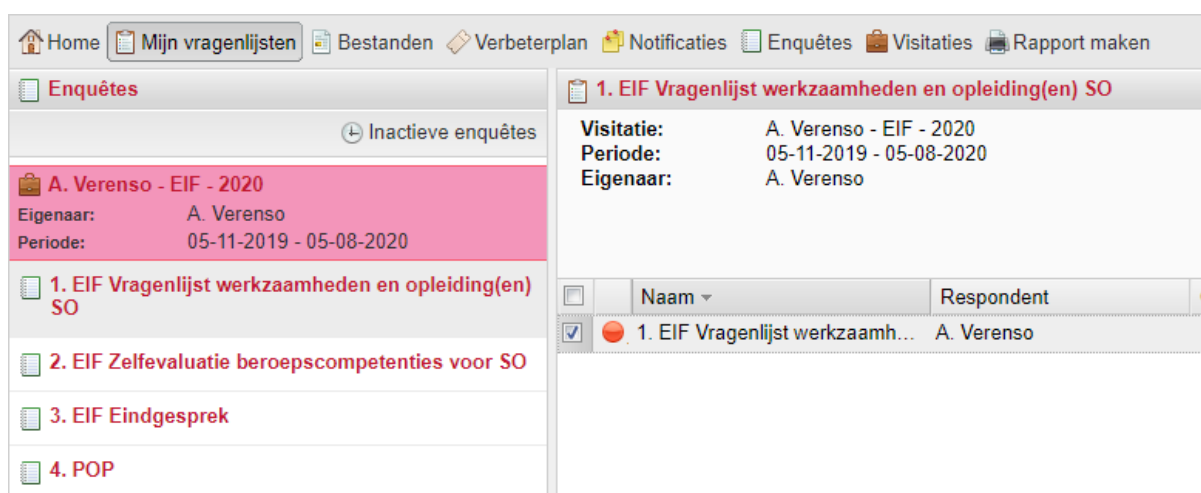 Home Mijn vragenlijsten Bestanden Verbeterplan Notificaties Enquêtes Visitaties Rapport maken
Enquêtes
Inactieve enquêtes
A. Verenso - EIF - 2020
Eigenaar: A. Verenso
Periode: 05-11-2019 - 05-08-2020
1. EIF Vragenlijst werkzaamheden en opleiding(en)
SO
2. EIF Zelfevaluatie beroepscompetenties voor SO
3. EIF Eindgesprek
4. POP
1. EIF Vragenlijst werkzaamheden en opleiding(en) SO
Visitatie: A. Verenso - EIF - 2020
Periode: 05-11-2019 - 05-08-2020
Eigenaar: A. Verenso
Naam Respondent
1. EIF Vragenlijst werkzaamh... A. Verenso